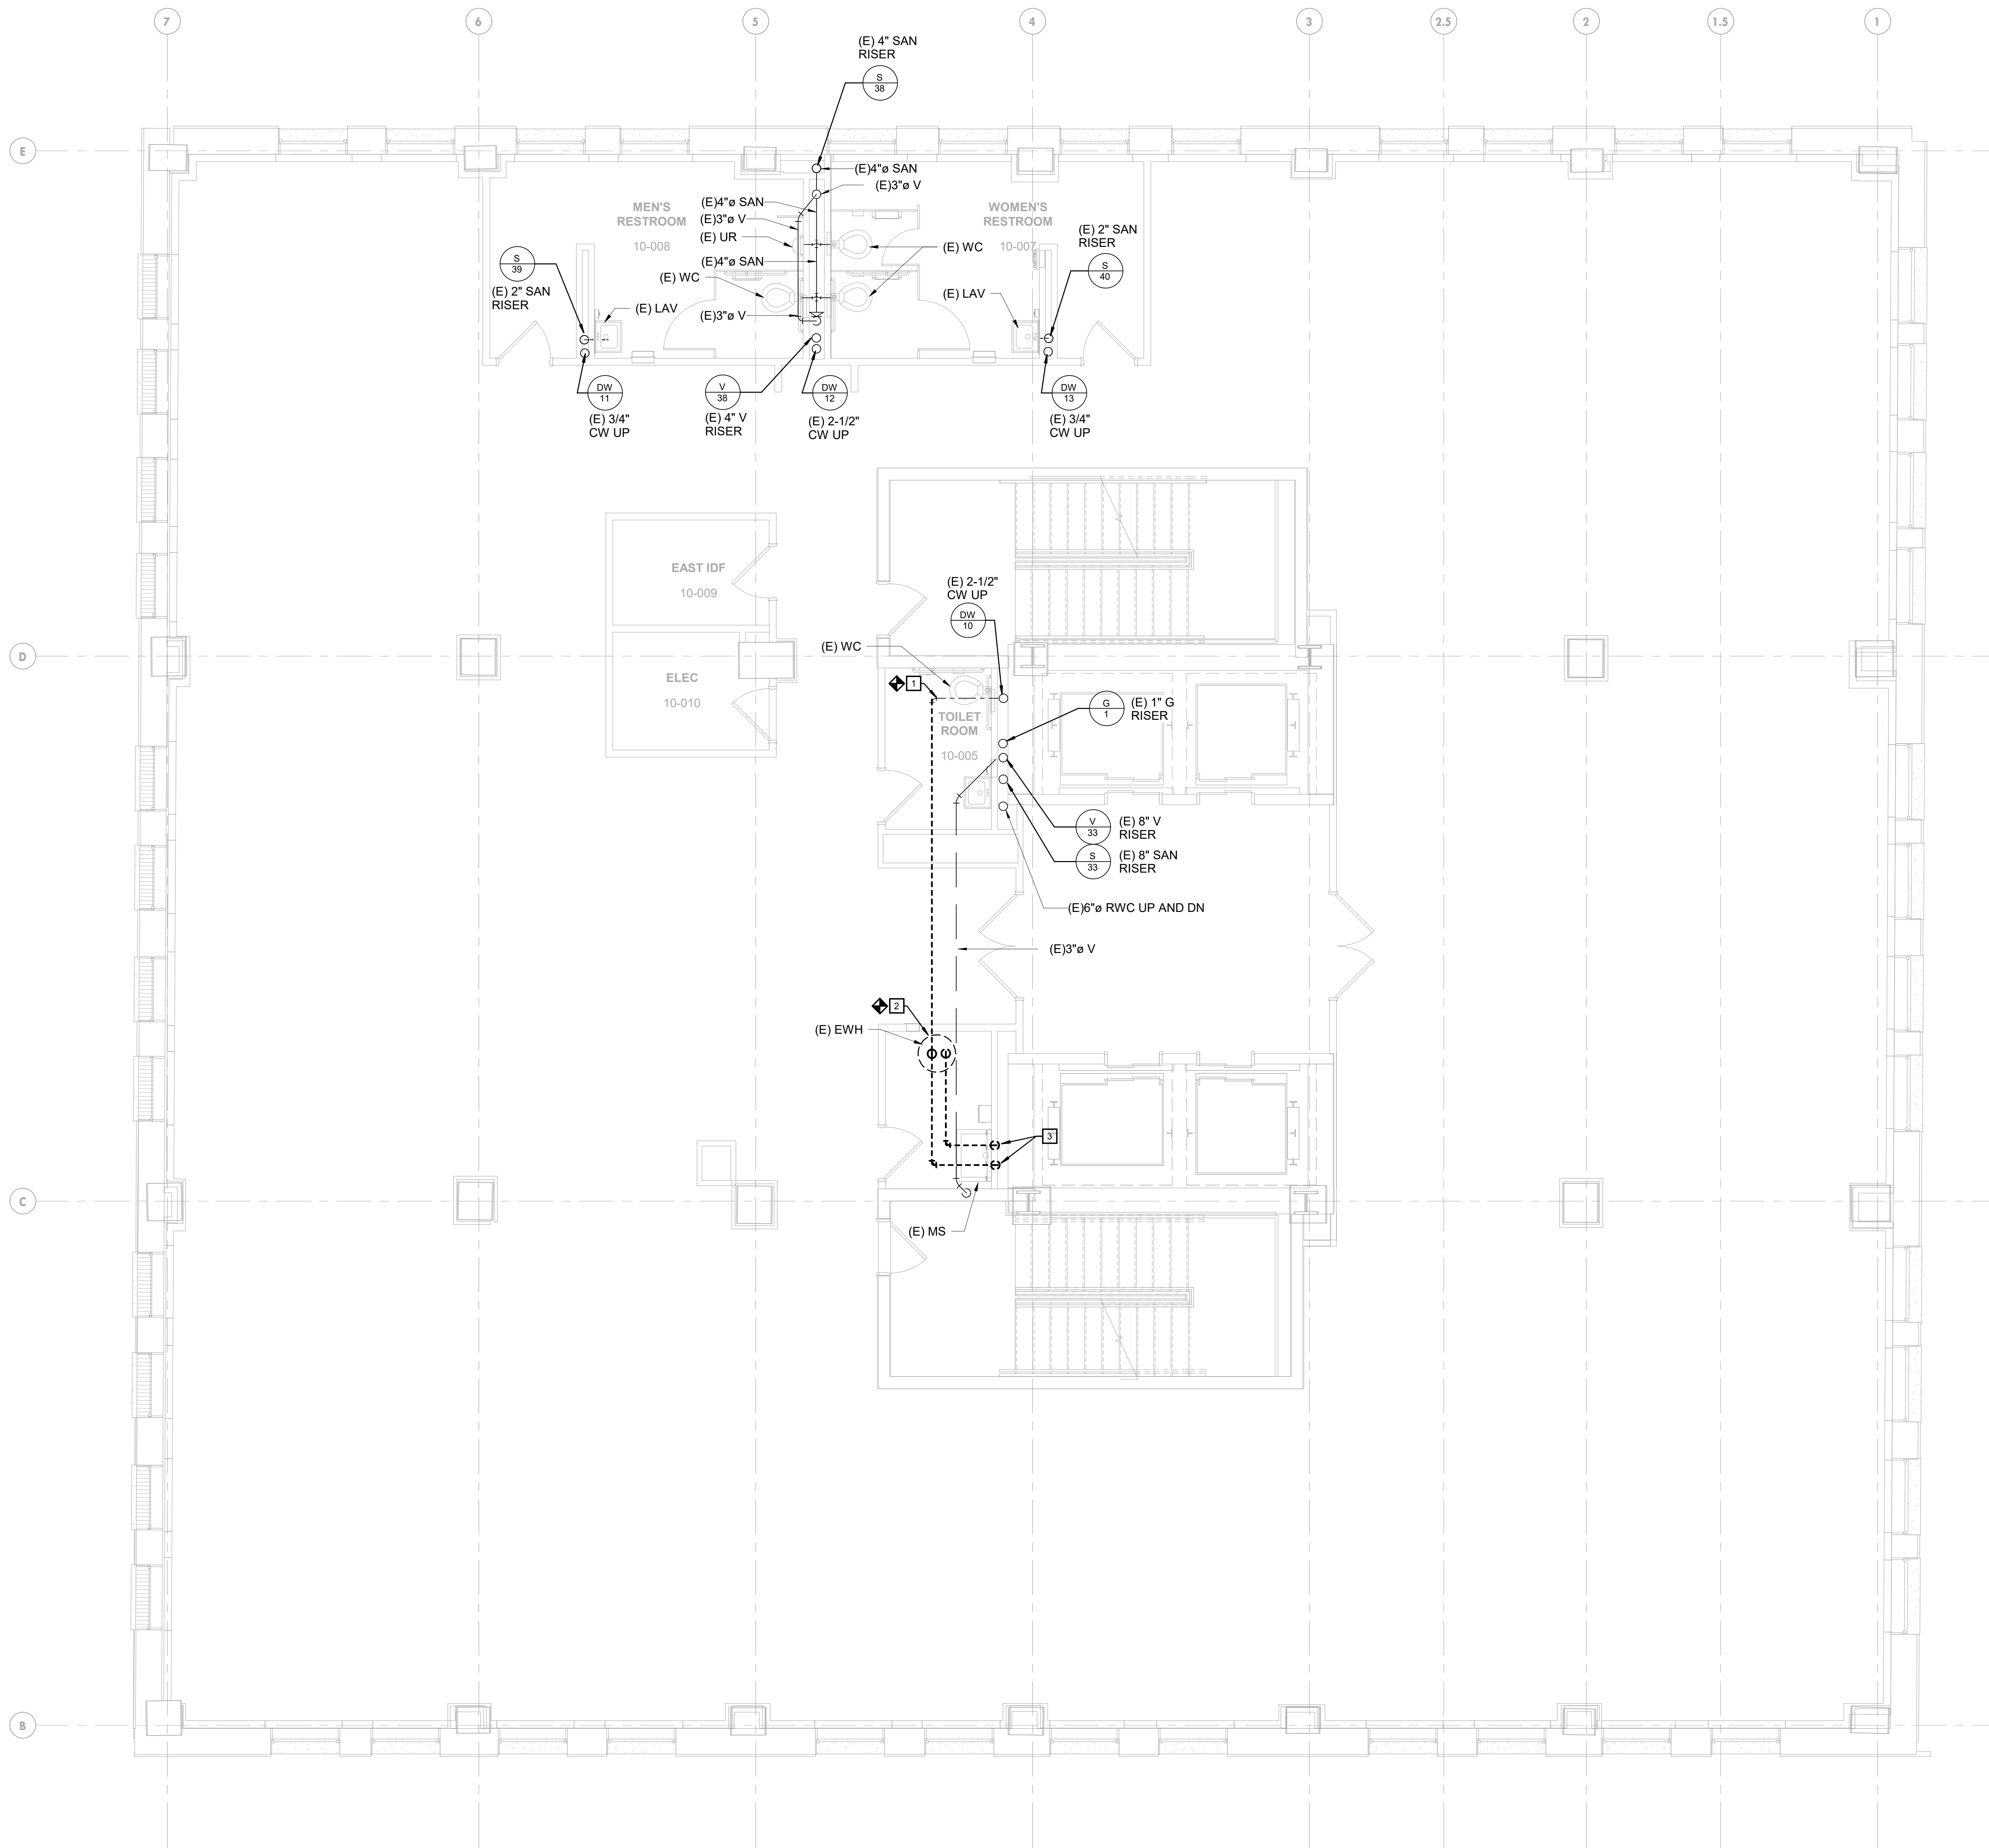 7
6
5
4
3
2.5
2
1.5
1
(E) 4" SAN
RISER
S
38
E
(E)4"ø SAN
(E)3"ø V
MEN'S
RESTROOM
10-008
(E)4"ø SAN
(E)3"ø V
(E) UR
(E)4"ø SAN
(E) WC
(E)3"ø V
WOMEN'S
RESTROOM
10-007
(E) WC
(E) 2" SAN
RISER
S
40
S
39
(E) 2" SAN
RISER
(E) LAV
(E) LAV
DW
11
(E) 3/4"
CW UP
V
38
(E) 4" V
RISER
DW
12
(E) 2-1/2"
CW UP
DW
13
(E) 3/4"
CW UP
EAST IDF
10-009
(E) 2-1/2"
CW UP
DW
10
D
(E) WC
ELEC
10-010
1
TOILET
ROOM
10-005
G
1
(E) 1" G
RISER
V
33
(E) 8" V
RISER
S
33
(E) 8" SAN
RISER
(E)6"ø RWC UP AND DN
(E)3"ø V
2
(E) EWH
3
C
(E) MS
B